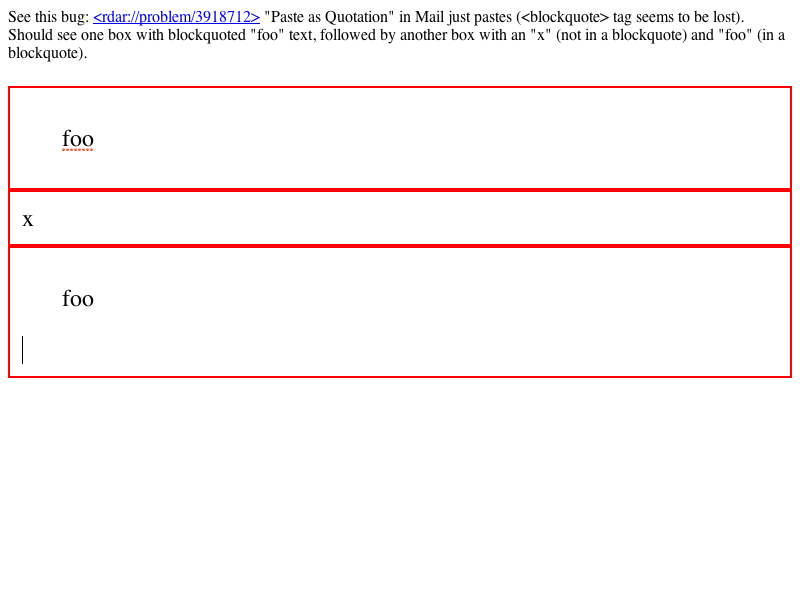 See this bug: <rdar://problem/3918712> "Paste as Quotation" in Mail just pastes (<blockquote> tag seems to be lost).
Should see one box with blockquoted "foo" text, followed by another box with an "x" (not in a blockquote) and "foo" (in a
blockquote).
foo
x
foo